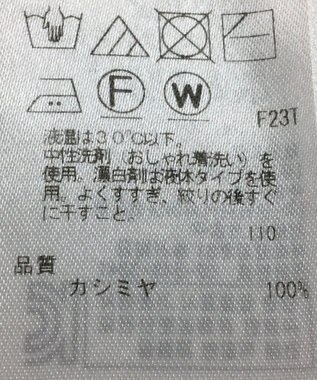 F W
F23T
液温は30℃以下。
中性洗剤（おしゃれ着洗い）を
使用。漂白剤は液体タイプを使
用。よくすすぎ、絞りの後すぐ
に干すこと。
110
品質
カシミヤ 100%